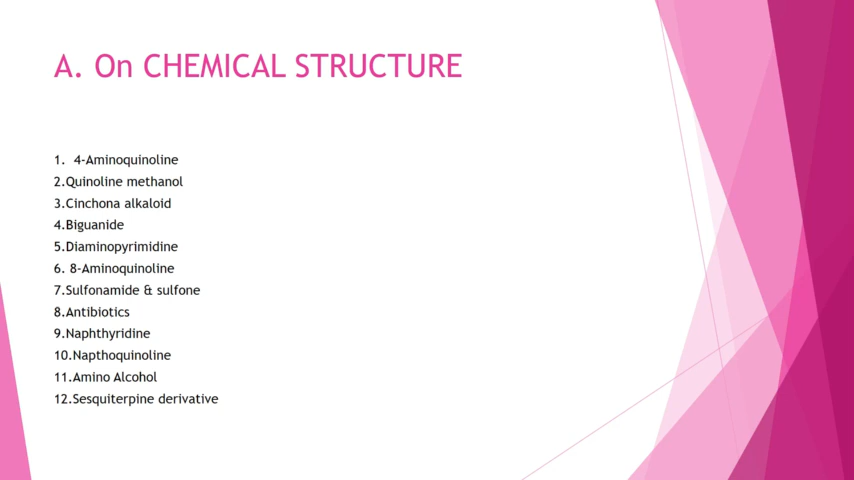 A. On CHEMICAL STRUCTURE
1. 4-Aminoquinoline
2.Quinoline methanol
3.Cinchona alkaloid
4.Biguanide
5.Diaminopyrimidine
6. 8-Aminoquinoline
7.Sulfonamide & sulfone
8.Antibiotics
9.Naphthyridine
10.Napthoquinoline
11.Amino Alcohol
12.Sesquiterpine derivative